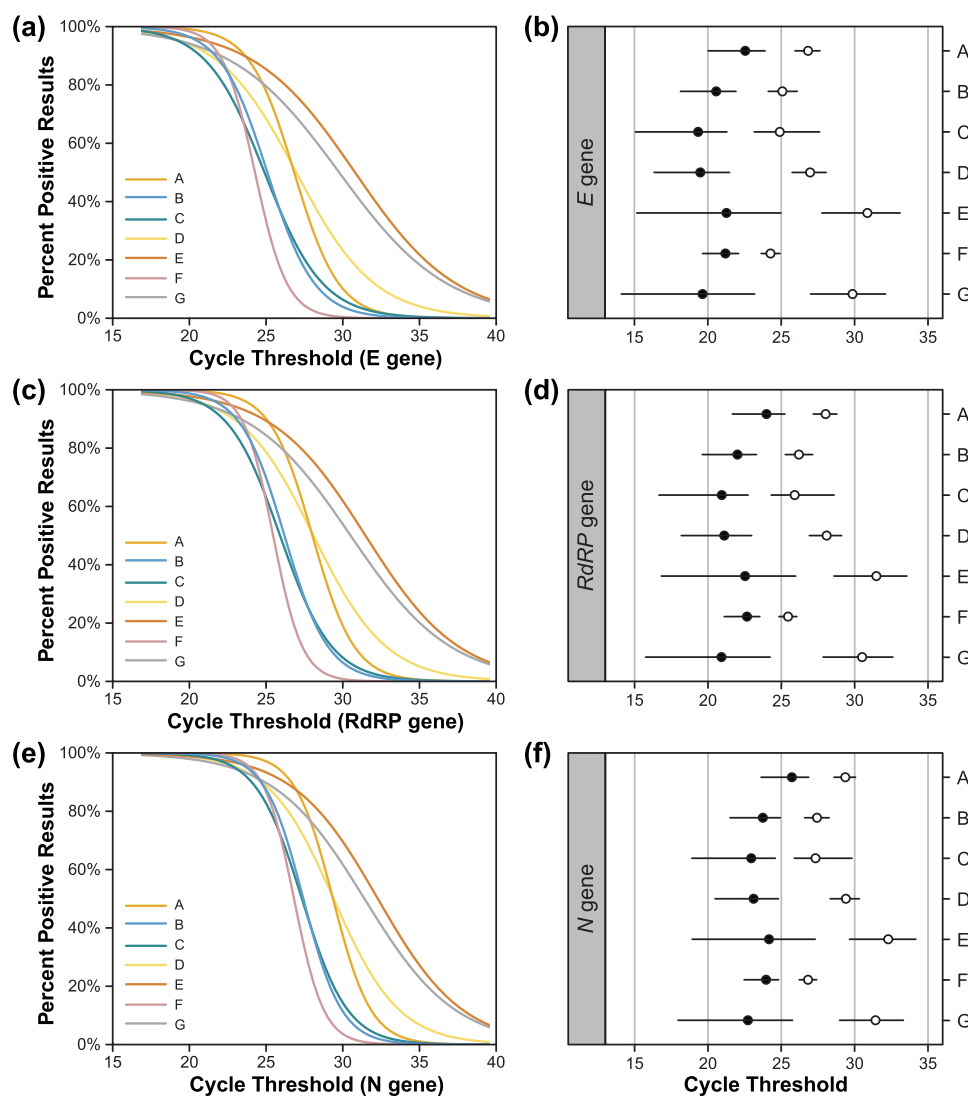 (a)
Percent Positive Results
100%
80%
60%
40%
20%
0%
A
B
C
D
E
F
G
15 20 25 30 35 40
Cycle Threshold (E gene)
(b)
E gene
A
B
C
D
E
F
G
15 20 25 30 35
(c)
Percent Positive Results
100%
80%
60%
40%
20%
0%
A
B
C
D
E
F
G
15 20 25 30 35 40
Cycle Threshold (RdRP gene)
(d)
RdRP gene
A
B
C
D
E
F
G
15 20 25 30 35
(e)
Percent Positive Results
100%
80%
60%
40%
20%
0%
A
B
C
D
E
F
G
15 20 25 30 35 40
Cycle Threshold (N gene)
(f)
N gene
A
B
C
D
E
F
G
15 20 25 30 35
Cycle Threshold